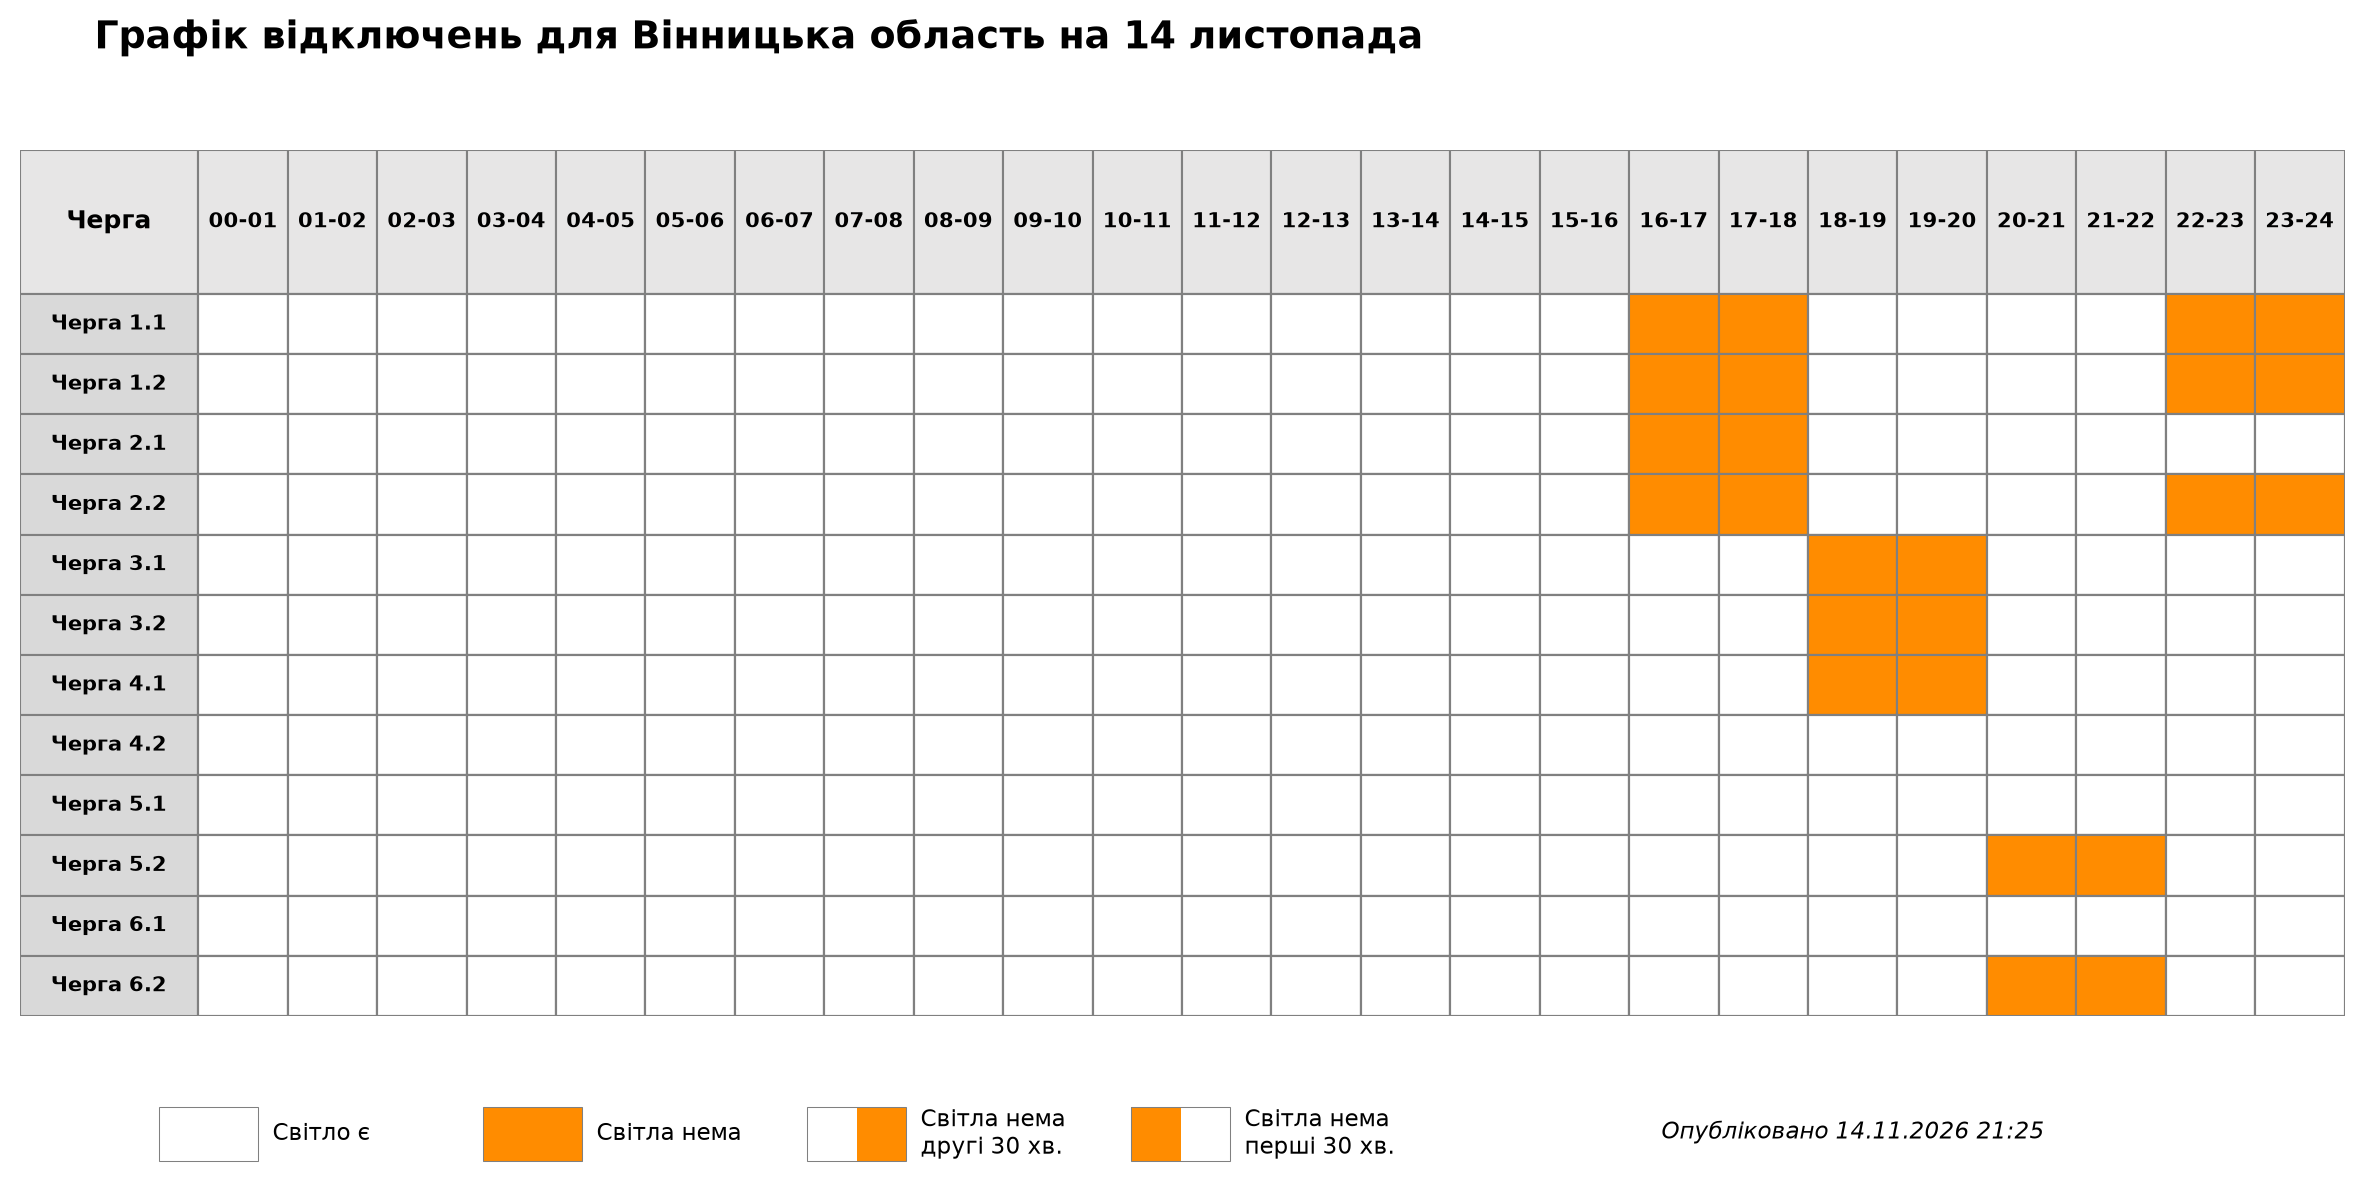 Графік відключень для Вінницька область на 14 листопада
Черга 00-01 01-02 02-03 03-04 04-05 05-06 06-07 07-08 08-09 09-10 10-11 11-12 12-13 13-14 14-15 15-16 16-17 17-18 18-19 19-20 20-21 21-22 22-23 23-24
Черга 1.1
Черга 1.2
Черга 2.1
Черга 2.2
Черга 3.1
Черга 3.2
Черга 4.1
Черга 4.2
Черга 5.1
Черга 5.2
Черга 6.1
Черга 6.2
Світло є
Світла нема
Світла нема
другі 30 хв.
Світла нема
перші 30 хв.
Опубліковано 14.11.2026 21:25